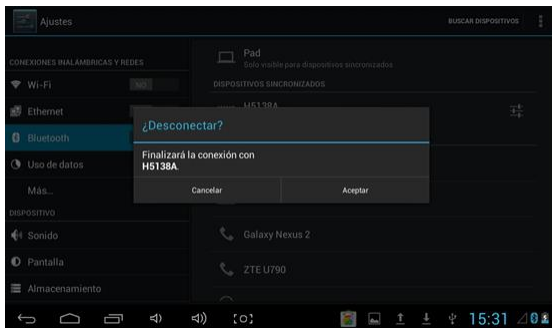 Ajustes
BUSCAR DISPOSITIVOS
CONEXIONES INALÁMBRICAS Y REDES
Wi-Fi
NO
Ethernet
Bluetooth
Uso de datos
Más...
DISPOSITIVO
Sonido
Pantalla
Almacenamiento
Pad
Solo visible para dispositivos sincronizados
DISPOSITIVOS SINCRONIZADOS
H5138A
¿Desconectar?
Finalizará la conexión con
H5138A.
Cancelar
Aceptar
Galaxy Nexus 2
ZTE U790
15:31